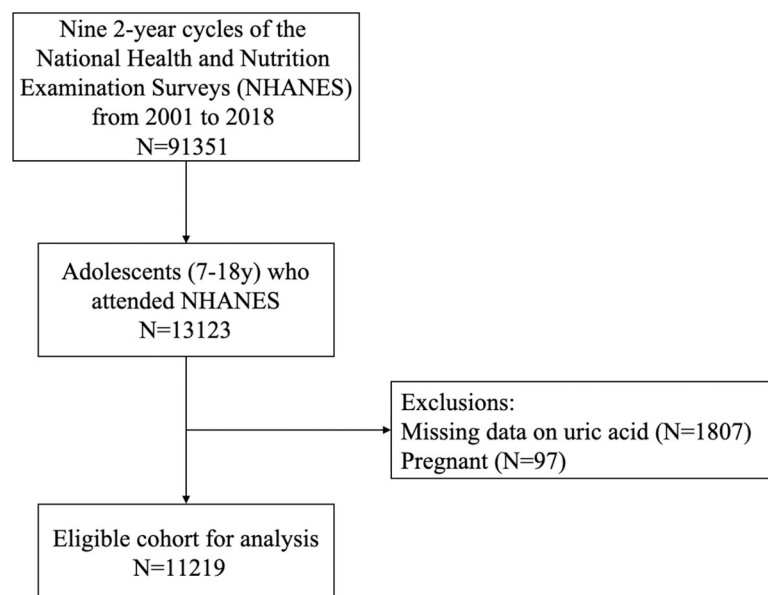 Nine 2-year cycles of the
National Health and Nutrition
Examination Surveys (NHANES)
from 2001 to 2018
N=91351
Adolescents (7-18y) who
attended NHANES
N=13123
Exclusions:
Missing data on uric acid (N=1807)
Pregnant (N=97)
Eligible cohort for analysis
N=11219